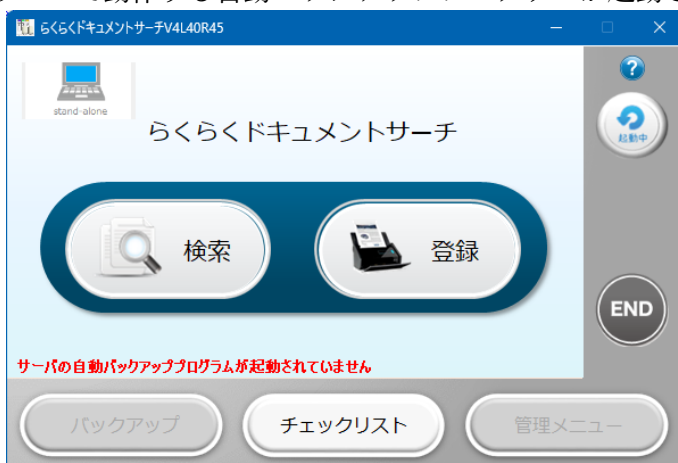 らくらくドキュメントサーチV4L40R45
stand-alone
らくらくドキュメントサーチ
?
起動中
検索
登録
END
サーバの自動バックアッププログラムが起動されていません
バックアップ
チェックリスト
管理メニュー